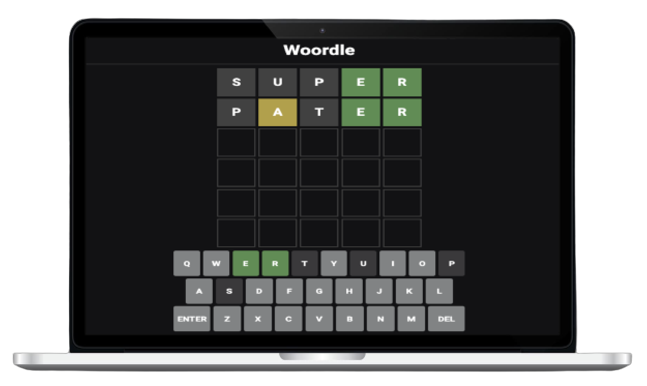 Woordle
S U P E R
P A T E R
Q W E R T Y U I O P
A S D F G H J K L
ENTER Z X C V B N M DEL